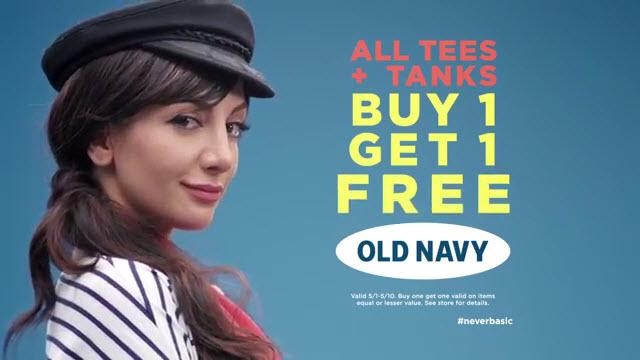 ALL TEES
+ TANKS
BUY 1
GET 1
FREE
OLD NAVY
Valid 5/1-5/10. Buy one get one valid on items
equal or lesser value. See store for details.
#neverbasic